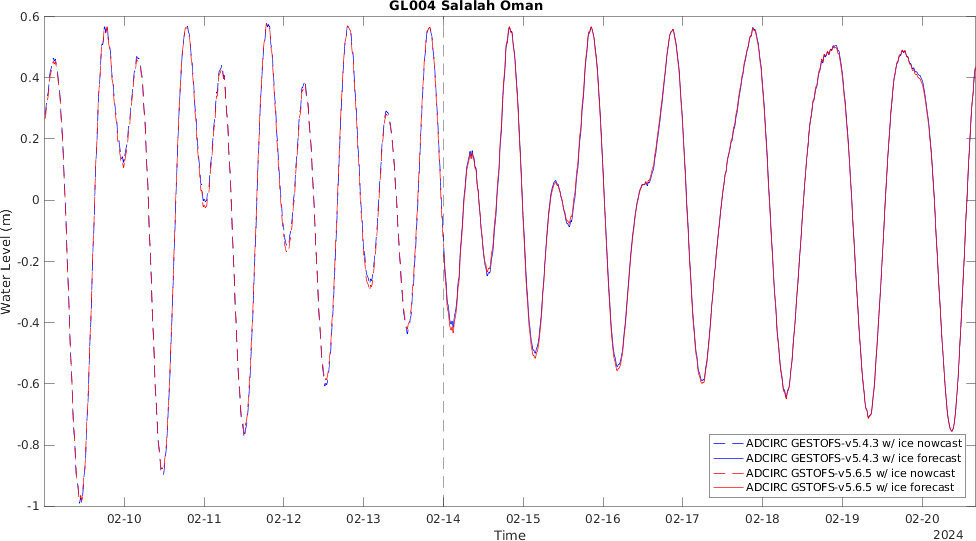 GL004 Salalah Oman
0.6
0.4
0.2
0
-0.2
-0.4
-0.6
-0.8
-1
Water Level (m)
ADCIRC GESTOFS-v5.4.3 w/ ice nowcast
ADCIRC GESTOFS-v5.4.3 w/ ice forecast
ADCIRC GSTOFS-v5.6.5 w/ ice nowcast
ADCIRC GSTOFS-v5.6.5 w/ ice forecast
02-10 02-11 02-12 02-13 02-14 02-15 02-16 02-17 02-18 02-19 02-20
Time
2024